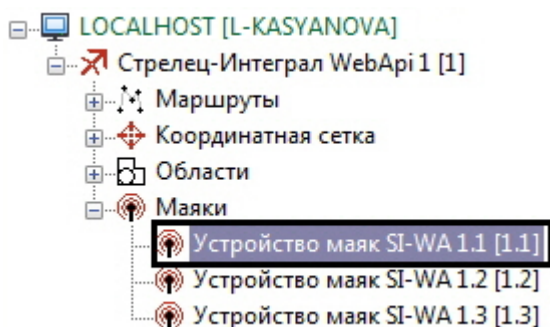 LOCALHOST [L-KASYANOVA]
Стрелец-Интеграл WebApi 1 [1]
Маршруты
Координатная сетка
Области
Маяки
Устройство маяк SI-WA 1.1 [1.1]
Устройство маяк SI-WA 1.2 [1.2]
Устройство маяк SI-WA 1.3 [1.3]